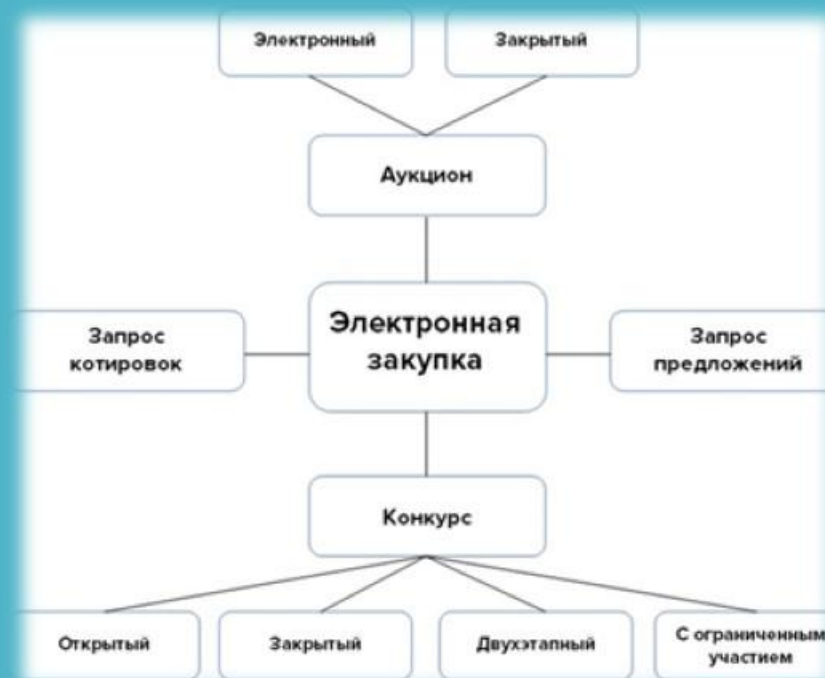 Электронный
Закрытый
Аукцион
Электронная
закупка
Запрос
котировок
Запрос
предложений
Конкурс
Открытый
Закрытый
Двухэтапный
С ограниченным
участием